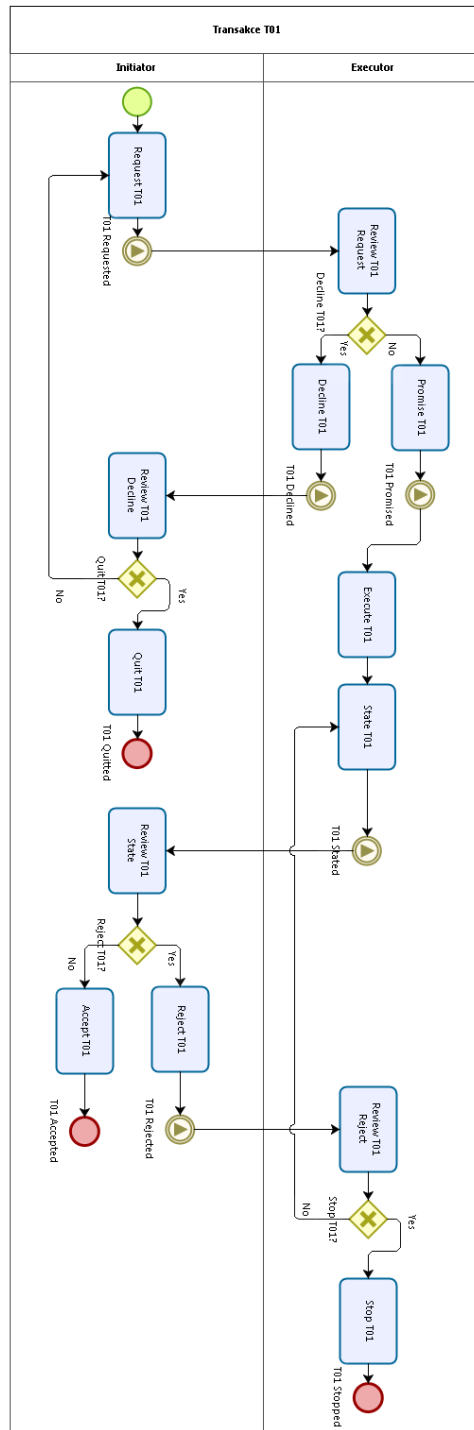 Transakce T01
Initiator
Executor
Request T01
T01 Requested
Review T01
Request
Decline T01?
Yes
No
Decline T01
Promise T01
T01 Declined
T01 Promised
Review T01
Decline
Quit T01?
No
Yes
Quit T01
T01 Quitted
Execute T01
State T01
T01 Stated
Review T01
State
Reject T01?
No
Yes
Accept T01
Reject T01
T01 Accepted
T01 Rejected
Review T01
Reject
Stop T01?
No
Yes
Stop T01
T01 Stopped